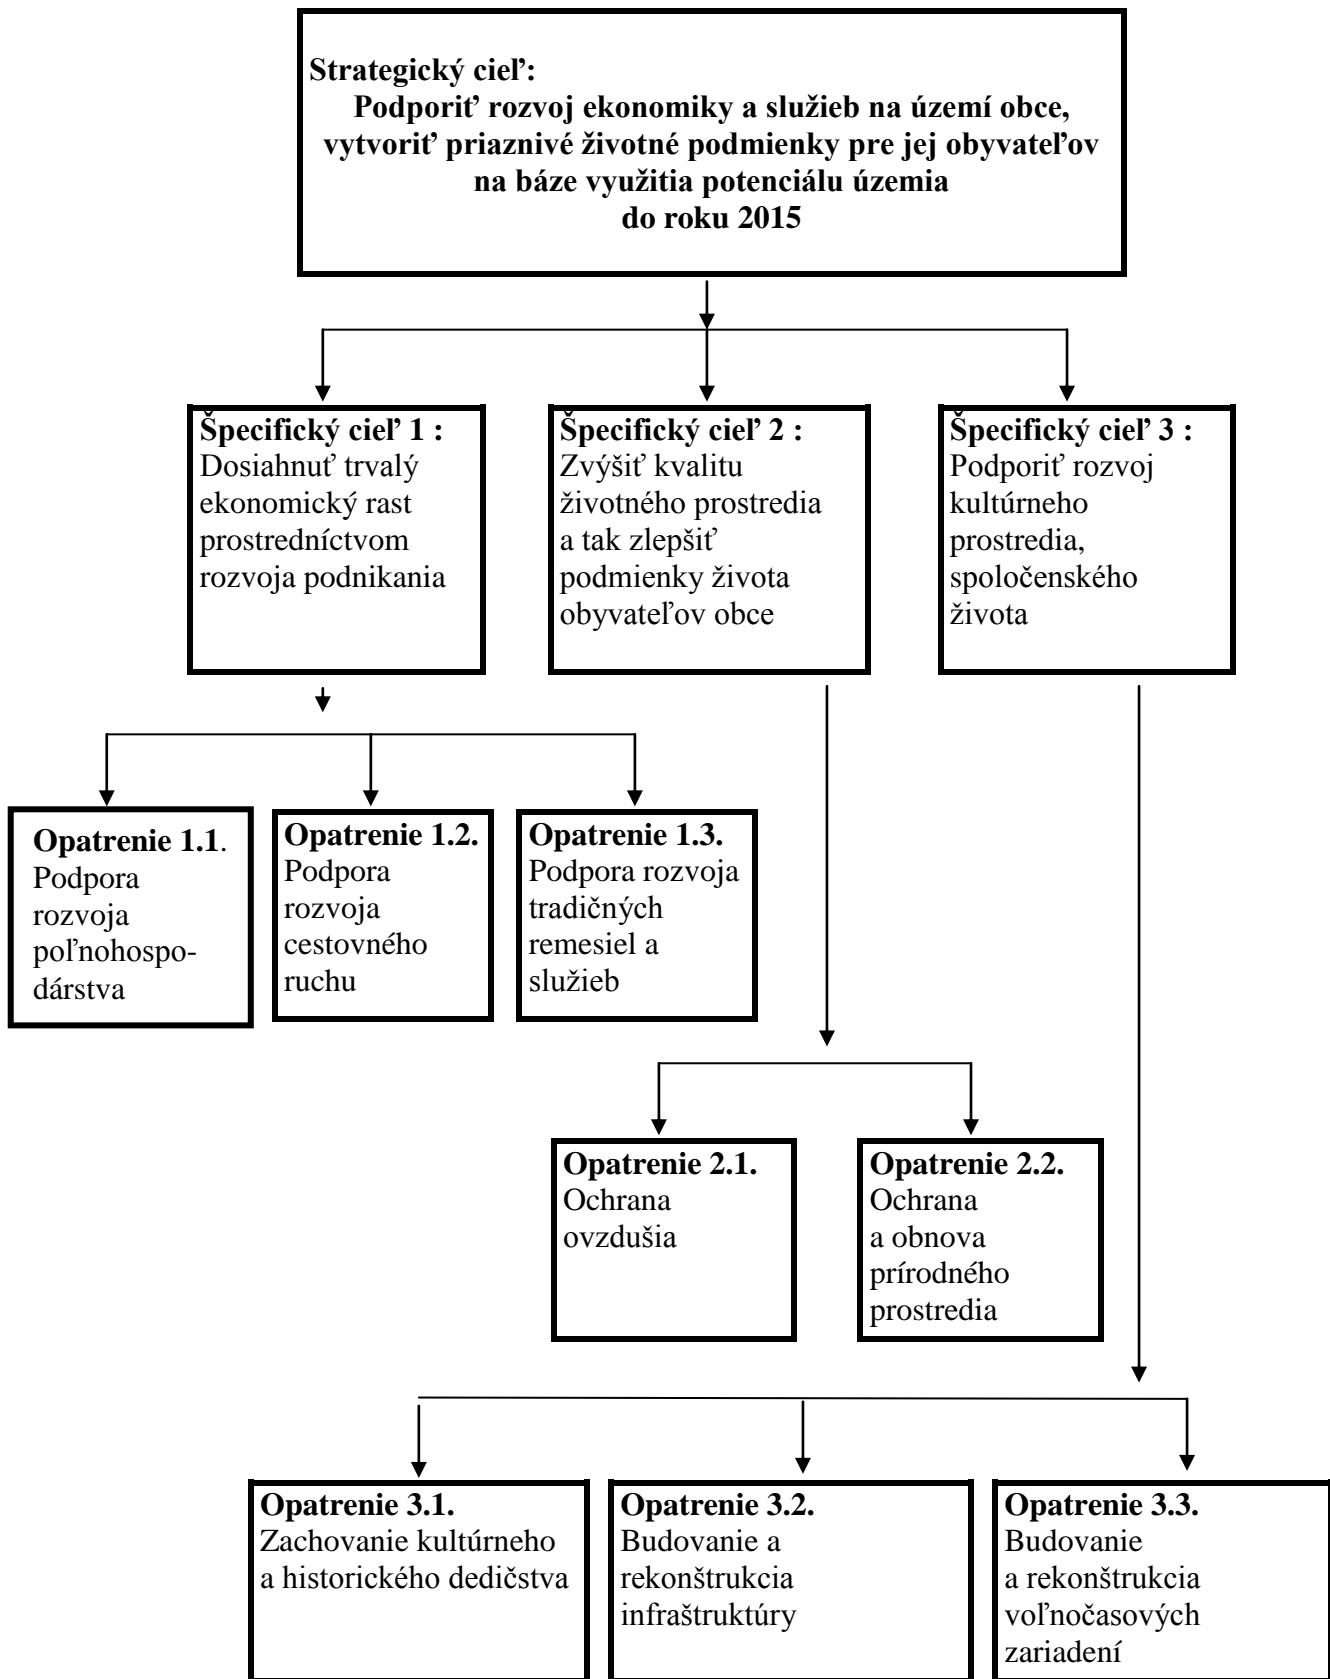 Strategický cieľ:
Podporiť rozvoj ekonomiky a služieb na území obce,
vytvoriť priaznivé životné podmienky pre jej obyvateľov
na báze využitia potenciálu územia
do roku 2015
Špecifický cieľ 1 :
Dosiahnuť trvalý
ekonomický rast
prostredníctvom
rozvoja podnikania
Špecifický cieľ 2 :
Zvýšiť kvalitu
životného prostredia
a tak zlepšiť
podmienky života
obyvateľov obce
Špecifický cieľ 3 :
Podporiť rozvoj
kultúrneho
prostredia,
spoločenského
života
Opatrenie 1.1.
Podpora
rozvoja
poľnohospo-
dárstva
Opatrenie 1.2.
Podpora
rozvoja
cestovného
ruchu
Opatrenie 1.3.
Podpora rozvoja
tradičných
remesiel a
služieb
Opatrenie 2.1.
Ochrana
ovzdušia
Opatrenie 2.2.
Ochrana
a obnova
prírodného
prostredia
Opatrenie 3.1.
Zachovanie kultúrneho
a historického dedičstva
Opatrenie 3.2.
Budovanie a
rekonštrukcia
infraštruktúry
Opatrenie 3.3.
Budovanie
a rekonštrukcia
voľnočasových
zariadení